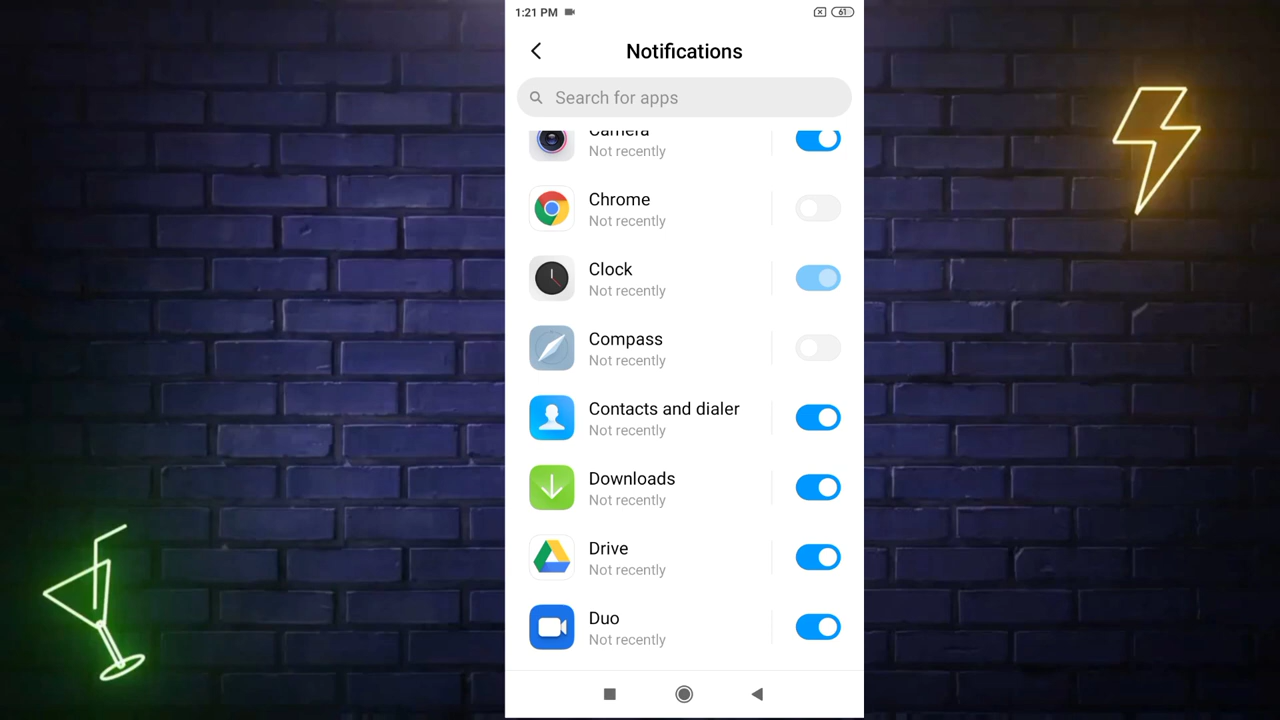 1:21 PM
61
Notifications
Search for apps
Camera
Not recently
Chrome
Not recently
Clock
Not recently
Compass
Not recently
Contacts and dialer
Not recently
Downloads
Not recently
Drive
Not recently
Duo
Not recently